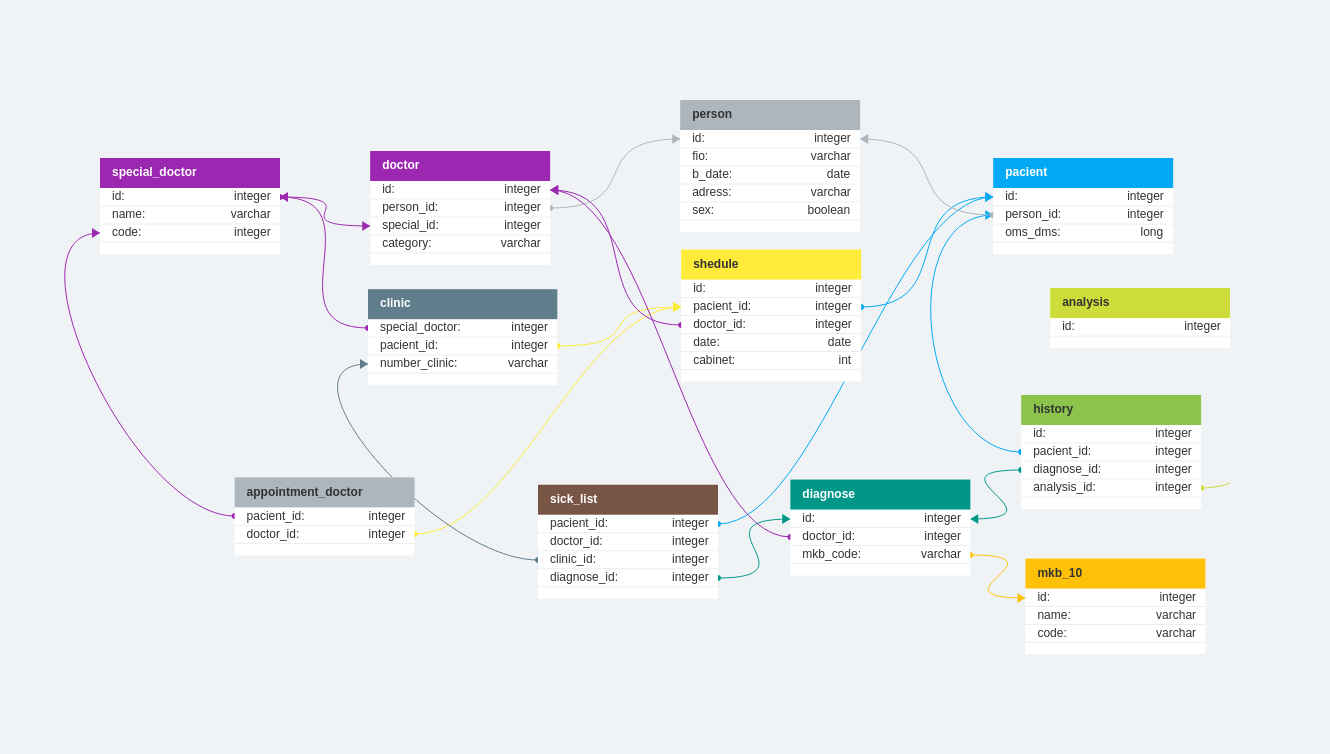 special_doctor
id: integer
name: varchar
code: integer
doctor
id: integer
person_id: integer
special_id: integer
category: varchar
person
id: integer
fio: varchar
b_date: date
adress: varchar
sex: boolean
pacient
id: integer
person_id: integer
oms_dms: long
clinic
special_doctor: integer
pacient_id: integer
number_clinic: varchar
shedule
id: integer
pacient_id: integer
doctor_id: integer
date: date
cabinet: int
analysis
id: integer
history
id: integer
pacient_id: integer
diagnose_id: integer
analysis_id: integer
appointment_doctor
pacient_id: integer
doctor_id: integer
sick_list
pacient_id: integer
doctor_id: integer
clinic_id: integer
diagnose_id: integer
diagnose
id: integer
doctor_id: integer
mkb_code: varchar
mkb_10
id: integer
name: varchar
code: varchar